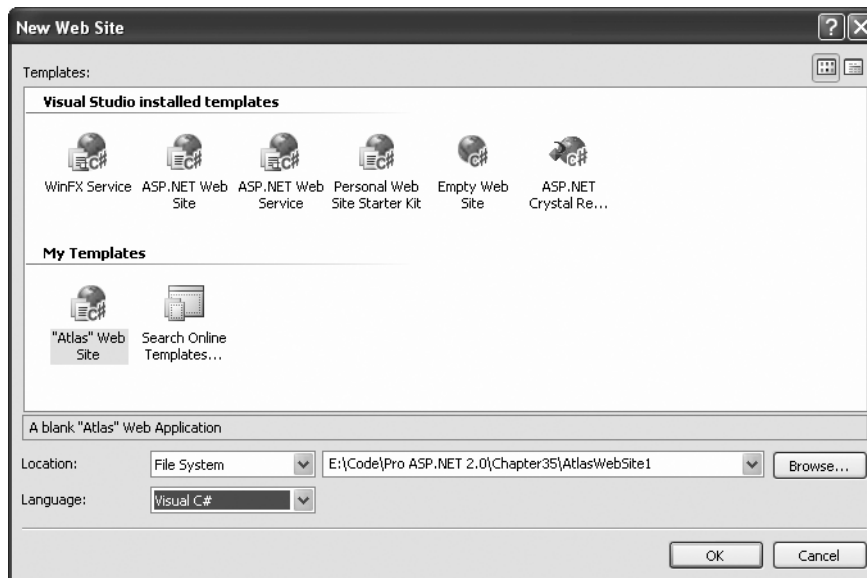 New Web Site
Templates:
Visual Studio installed templates
WinFX Service
ASP.NET Web
Site
ASP.NET Web
Service
Personal Web
Site Starter Kit
Empty Web
Site
ASP.NET
Crystal Re...
My Templates
"Atlas" Web
Site
Search Online
Templates...
A blank "Atlas" Web Application
Location:
File System
E:\Code\Pro ASP.NET 2.0\Chapter35\AtlasWebSite1
Browse...
Language:
Visual C#
OK
Cancel